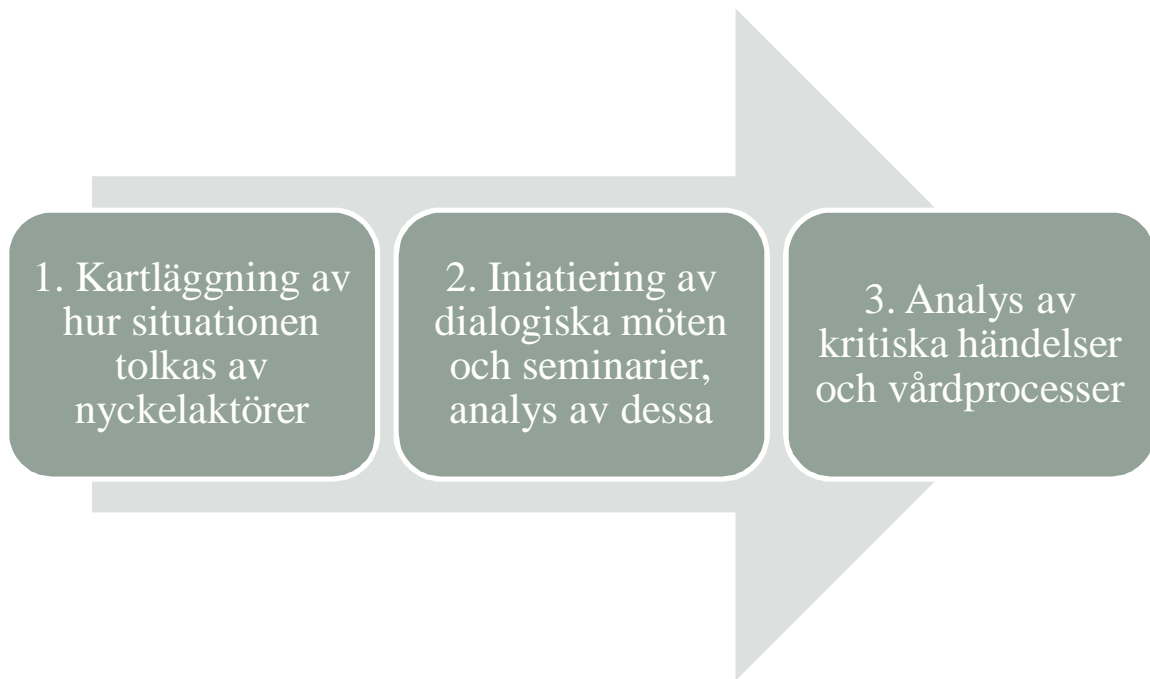 1. Kartläggning av
hur situationen
tolkas av
nyckelaktörer
2. Iniatiering av
dialogiska möten
och seminarier,
analys av dessa
3. Analys av
kritiska händelser
och vårdprocesser